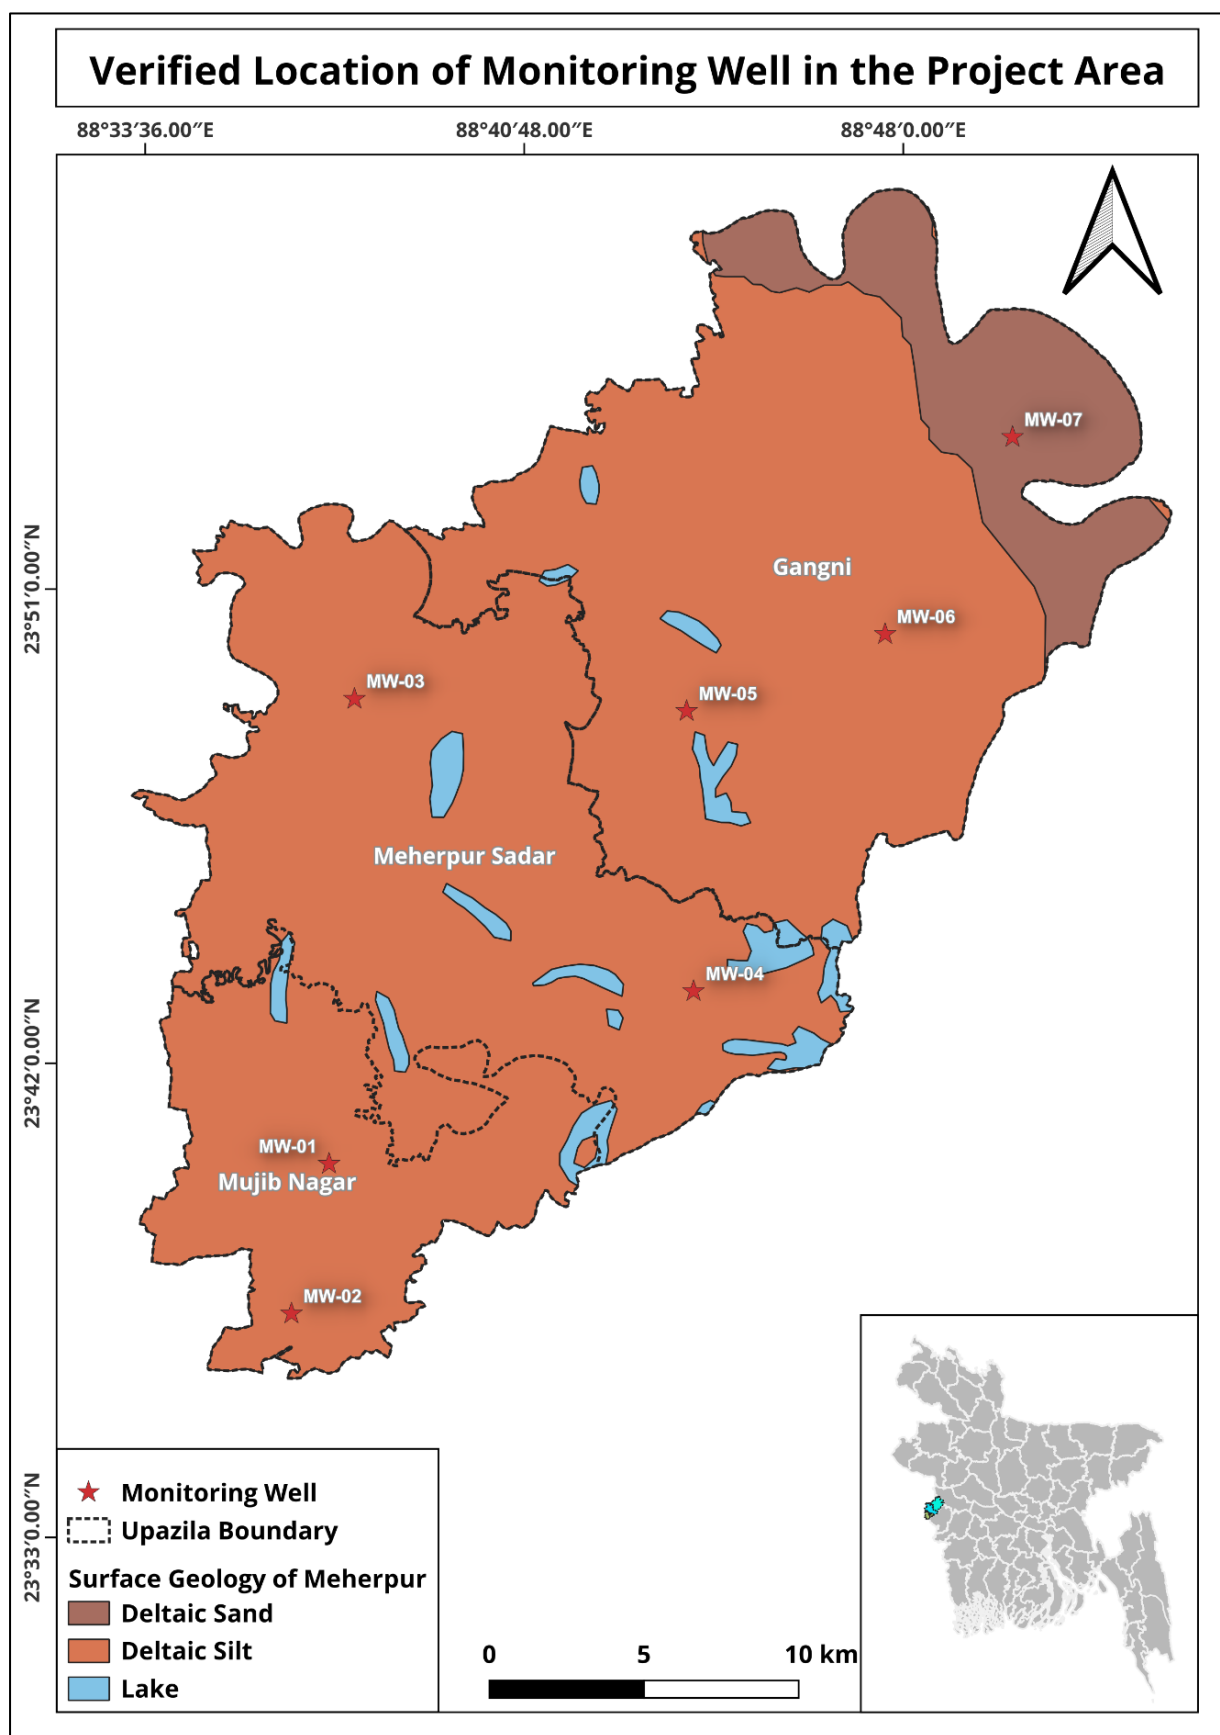 Verified Location of Monitoring Well in the Project Area
88°33′36.00″E
88°40′48.00″E
88°48′0.00″E
23°51′0.00″N
23°42′0.00″N
23°33′0.00″N
MW-07
Gangni
MW-06
MW-03
MW-05
Meherpur Sadar
MW-04
MW-01
Mujib Nagar
MW-02
Monitoring Well
Upazila Boundary
Surface Geology of Meherpur
Deltaic Sand
Deltaic Silt
Lake
0 5 10 km